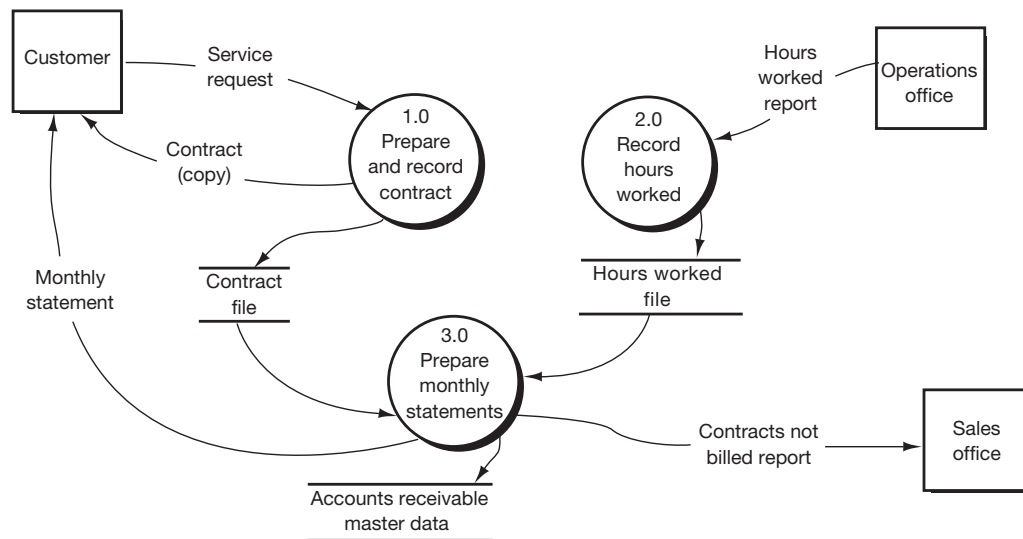 Customer
Service
request
1.0
Prepare
and record
contract
Contract
(copy)
Hours
worked
report
Operations
office
2.0
Record
hours
worked
Monthly
statement
Contract
file
Hours worked
file
3.0
Prepare
monthly
statements
Contracts not
billed report
Sales
office
Accounts receivable
master data